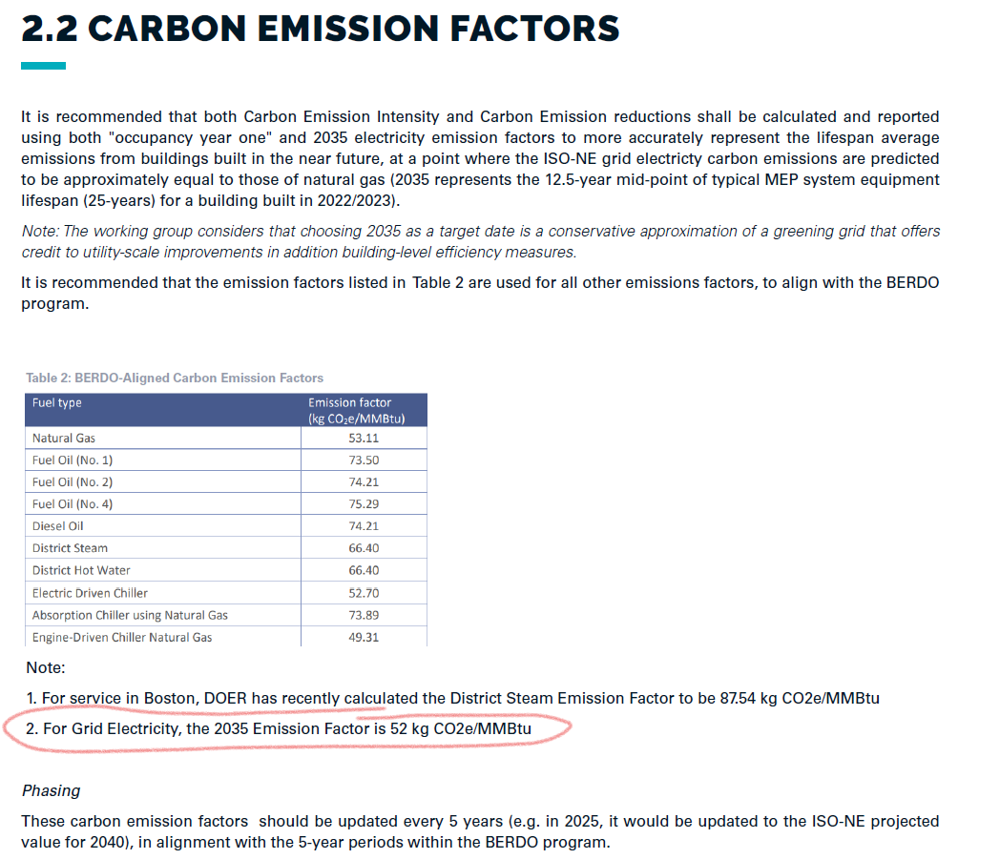 2.2 CARBON EMISSION FACTORS
It is recommended that both Carbon Emission Intensity and Carbon Emission reductions shall be calculated and reported
using both "occupancy year one" and 2035 electricity emission factors to more accurately represent the lifespan average
emissions from buildings built in the near future, at a point where the ISO-NE grid electricty carbon emissions are predicted
to be approximately equal to those of natural gas (2035 represents the 12.5-year mid-point of typical MEP system equipment
lifespan (25-years) for a building built in 2022/2023).
Note: The working group considers that choosing 2035 as a target date is a conservative approximation of a greening grid that offers
credit to utility-scale improvements in addition building-level efficiency measures.
It is recommended that the emission factors listed in Table 2 are used for all other emissions factors, to align with the BERDO
program.
Table 2: BERDO-Aligned Carbon Emission Factors
Fuel type Emission factor
(kg CO₂e/MMBtu)
Natural Gas 53.11
Fuel Oil (No. 1) 73.50
Fuel Oil (No. 2) 74.21
Fuel Oil (No. 4) 75.29
Diesel Oil 74.21
District Steam 66.40
District Hot Water 66.40
Electric Driven Chiller 52.70
Absorption Chiller using Natural Gas 73.89
Engine-Driven Chiller Natural Gas 49.31
Note:
1. For service in Boston, DOER has recently calculated the District Steam Emission Factor to be 87.54 kg CO2e/MMBtu
2. For Grid Electricity, the 2035 Emission Factor is 52 kg CO2e/MMBtu
Phasing
These carbon emission factors should be updated every 5 years (e.g. in 2025, it would be updated to the ISO-NE projected
value for 2040), in alignment with the 5-year periods within the BERDO program.